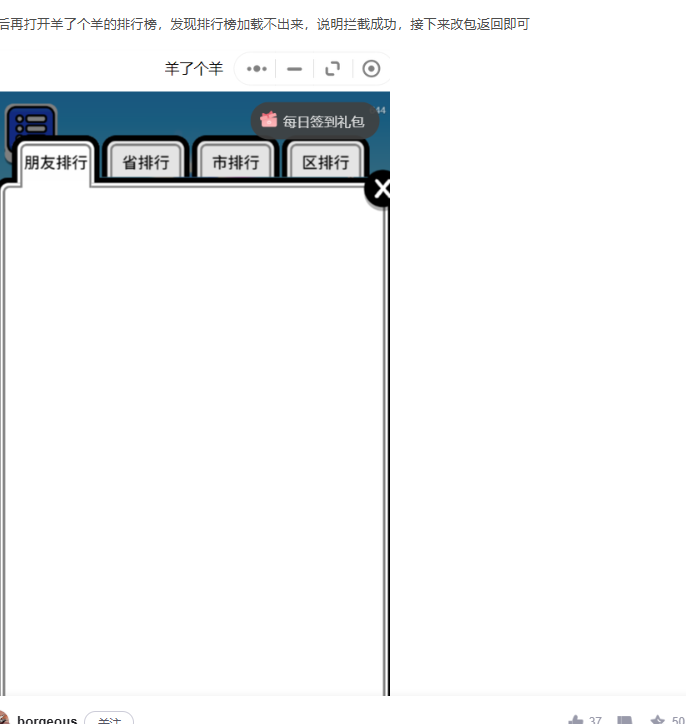 后再打开羊了个羊的排行榜，发现排行榜加载不出来，说明拦截成功，接下来改包返回即可
羊了个羊
44
每日签到礼包
朋友排行 省排行 市排行 区排行
borgeous 关注 37 50